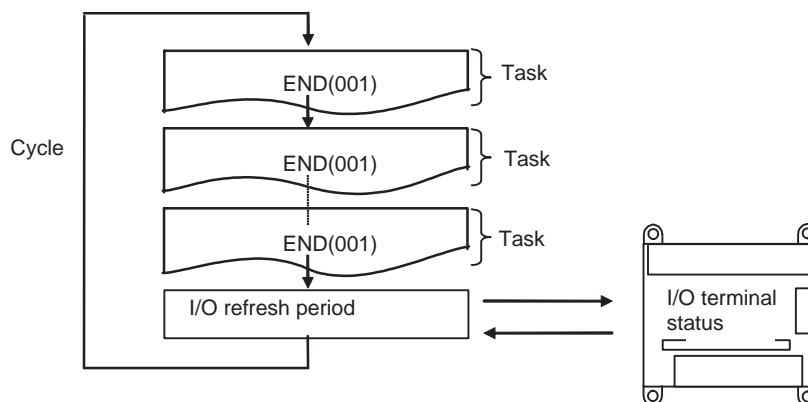 END(001)
Task
Cycle
END(001)
Task
END(001)
Task
I/O refresh period
I/O terminal
status